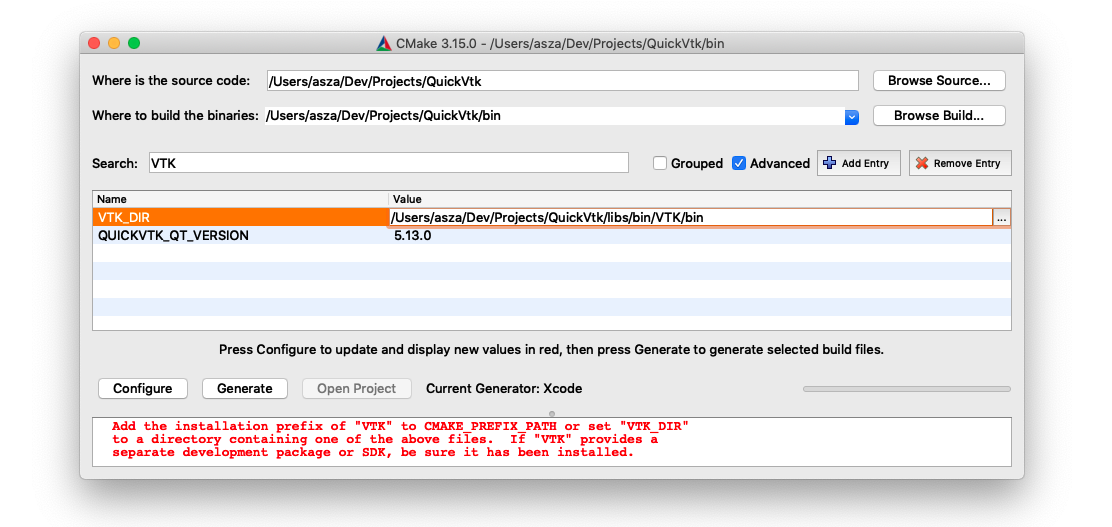 CMake 3.15.0 - /Users/asza/Dev/Projects/QuickVtk/bin
Where is the source code: /Users/asza/Dev/Projects/QuickVtk Browse Source...
Where to build the binaries: /Users/asza/Dev/Projects/QuickVtk/bin Browse Build...
Search: VTK Grouped Advanced Add Entry Remove Entry
Name Value
VTK_DIR /Users/asza/Dev/Projects/QuickVtk/libs/bin/VTK/bin ...
QUICKVTK_QT_VERSION 5.13.0
Press Configure to update and display new values in red, then press Generate to generate selected build files.
Configure Generate Open Project Current Generator: Xcode
Add the installation prefix of "VTK" to CMAKE_PREFIX_PATH or set "VTK_DIR"
to a directory containing one of the above files. If "VTK" provides a
separate development package or SDK, be sure it has been installed.